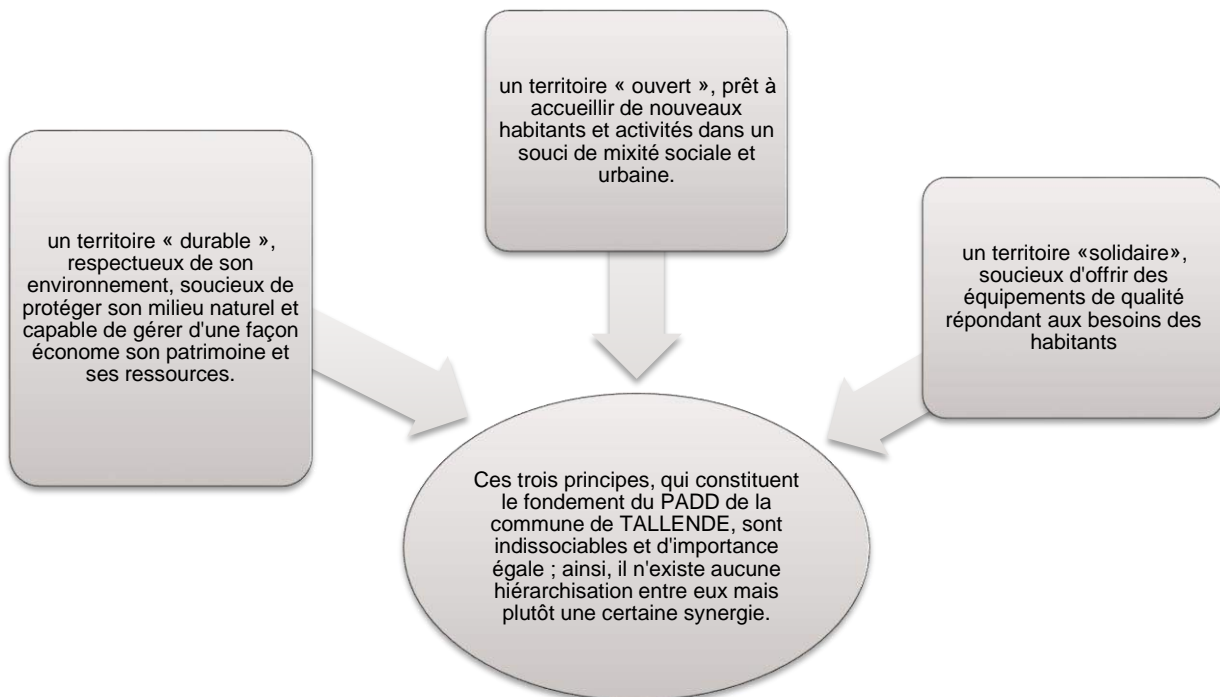 un territoire « durable »,
respectueux de son
environnement, soucieux de
protéger son milieu naturel et
capable de gérer d'une façon
économe son patrimoine et
ses ressources.
un territoire « ouvert », prêt à
accueillir de nouveaux
habitants et activités dans un
souci de mixité sociale et
urbaine.
un territoire «solidaire»,
soucieux d'offrir des
équipements de qualité
répondant aux besoins des
habitants
Ces trois principes, qui constituent
le fondement du PADD de la
commune de TALLENDE, sont
indissociables et d'importance
égale ; ainsi, il n'existe aucune
hiérarchisation entre eux mais
plutôt une certaine synergie.